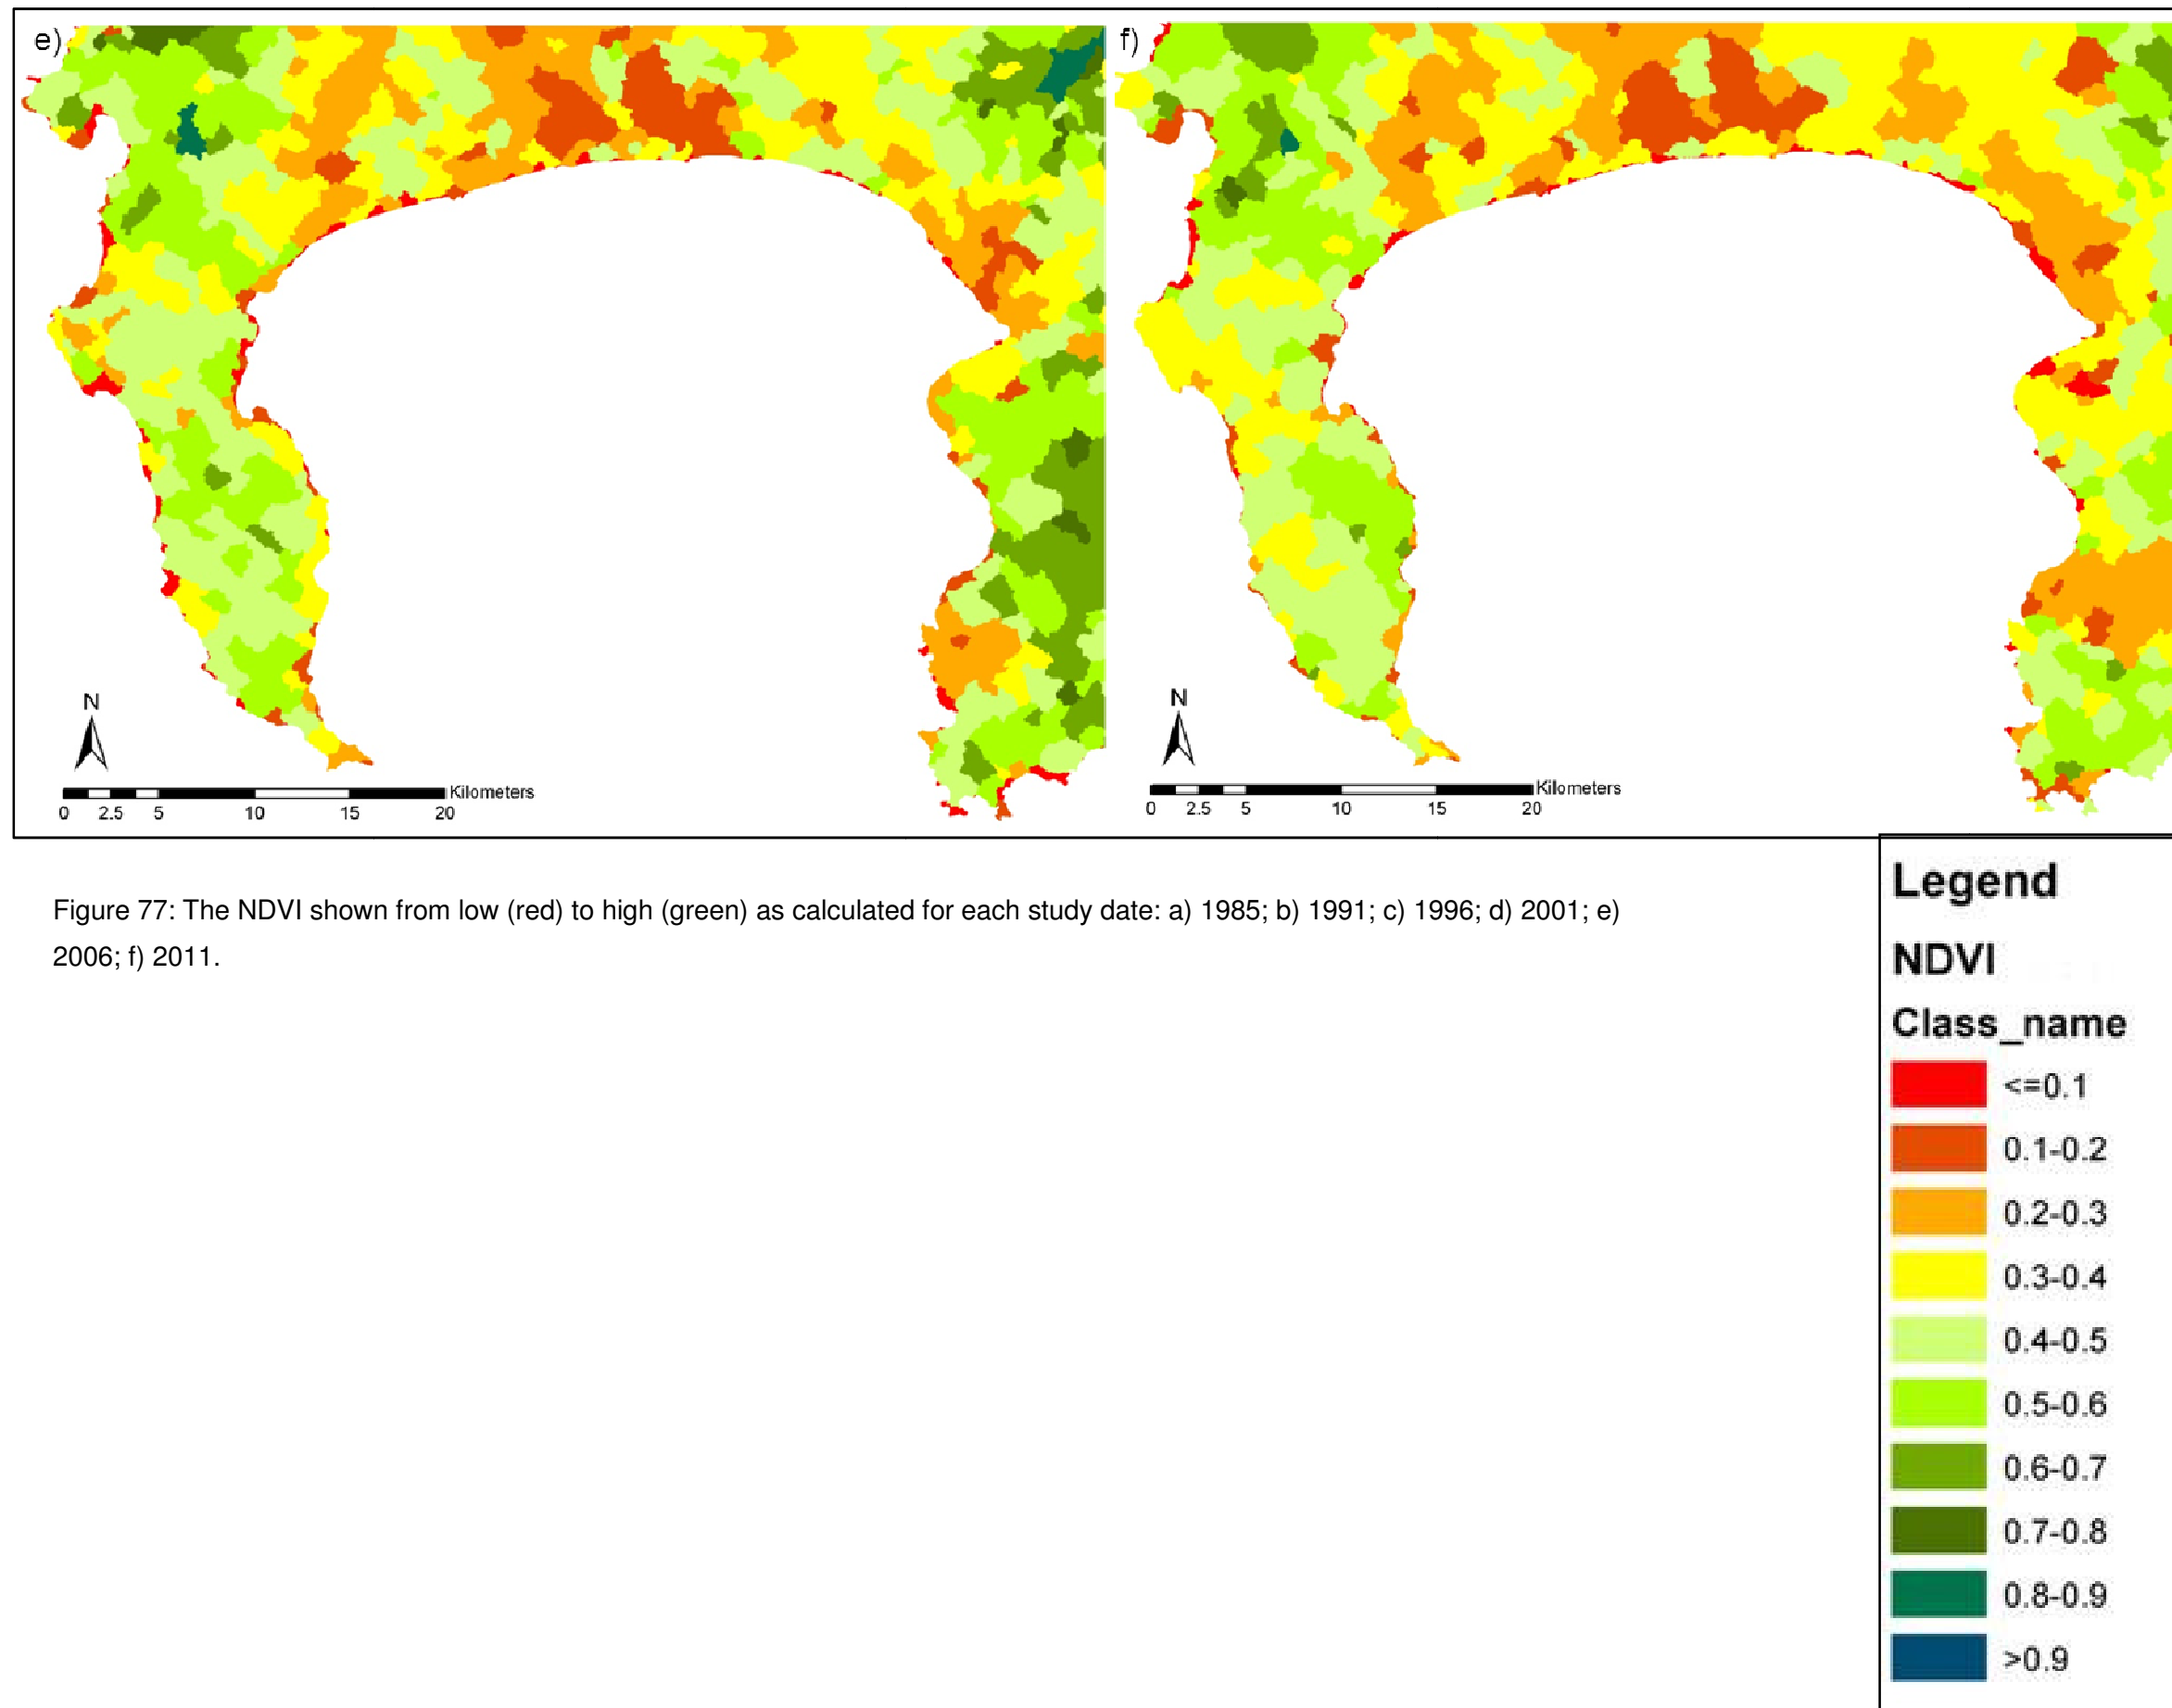 e)
f)
N
N
Kilometers
0 2.5 5 10 15 20
Kilometers
0 2.5 5 10 15 20
Figure 77: The NDVI shown from low (red) to high (green) as calculated for each study date: a) 1985; b) 1991; c) 1996; d) 2001; e)
2006; f) 2011.
Legend
NDVI
Class_name
<=0.1
0.1-0.2
0.2-0.3
0.3-0.4
0.4-0.5
0.5-0.6
0.6-0.7
0.7-0.8
0.8-0.9
>0.9